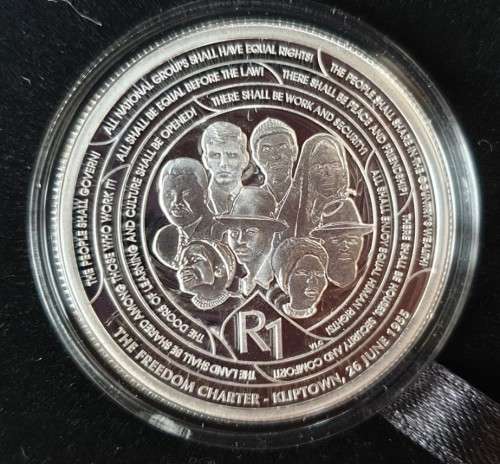 THE PEOPLE SHALL GOVERN!
ALL NATIONAL GROUPS SHALL HAVE EQUAL RIGHTS!
THE PEOPLE SHALL SHARE IN THE COUNTRY'S WEALTH!
THE LAND SHALL BE SHARED AMONG THOSE WHO WORK IT!
ALL SHALL BE EQUAL BEFORE THE LAW!
ALL SHALL ENJOY EQUAL HUMAN RIGHTS!
THERE SHALL BE WORK AND SECURITY!
THE DOORS OF LEARNING AND CULTURE SHALL BE OPENED!
THERE SHALL BE HOUSES, SECURITY AND COMFORT!
THERE SHALL BE PEACE AND FRIENDSHIP!
R1
THE FREEDOM CHARTER - KLIPTOWN, 26 JUNE 1955